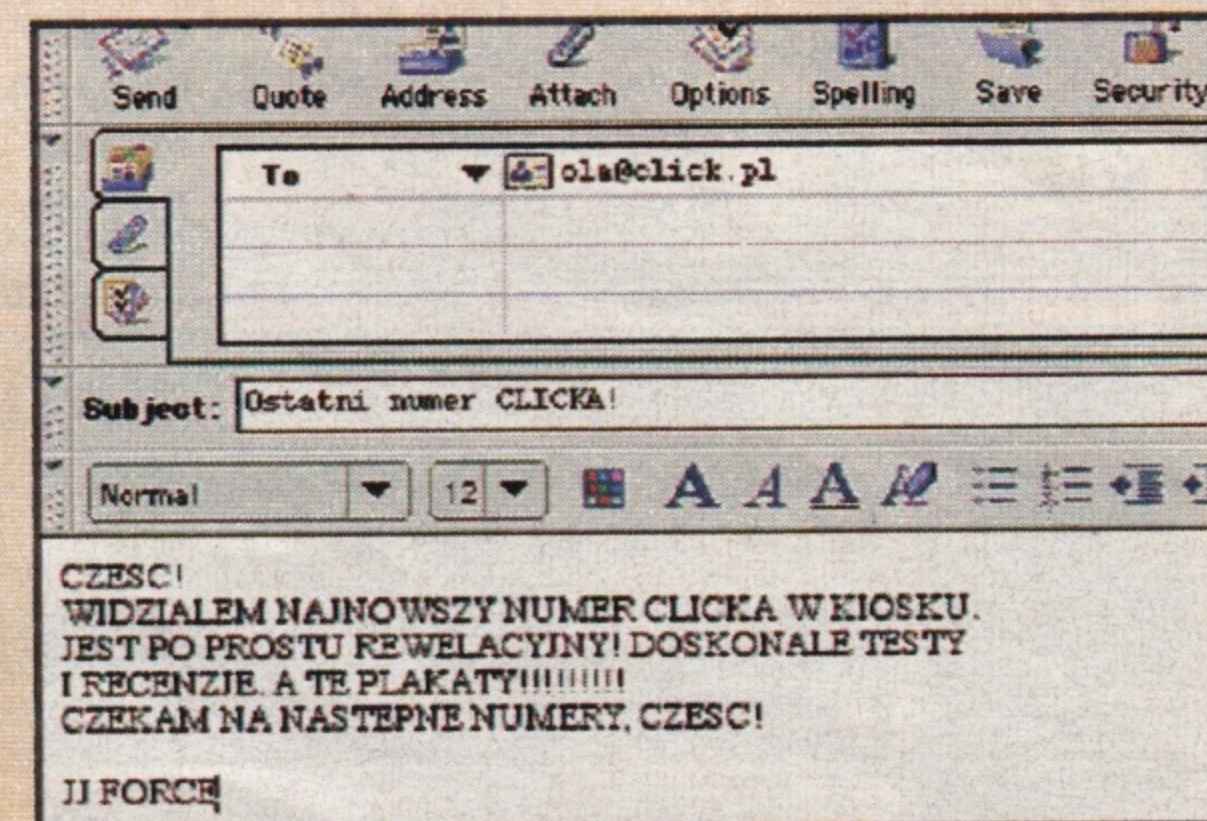 Send Quote Address Attach Options Spelling Save Security
To ola@click.pl
Subject: Ostatni numer CLICKA!
Normal 12 A A A A
CZESC!
WIDZIALEM NAJNOWSZY NUMER CLICKA W KIOSKU.
JEST PO PROSTU REWELACYJNY! DOSKONALE TESTY
I RECENZJE. A TE PLAKATY!!!!!!!!!
CZEKAM NA NASTEPNE NUMERY, CZESC!
JJ FORCE